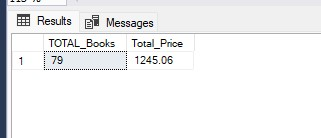 Results Messages
TOTAL_Books Total_Price
1 79 1245.06